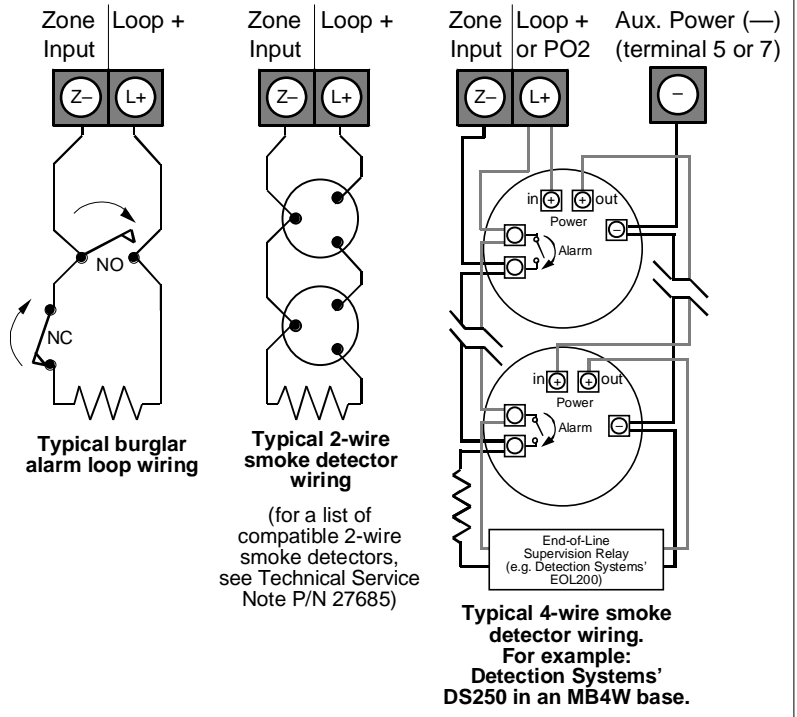 Zone Input
Loop +
Z–
L+
NO
NC
Typical burglar
alarm loop wiring
Zone Input
Loop +
Z–
L+
Typical 2-wire
smoke detector
wiring
(for a list of
compatible 2-wire
smoke detectors,
see Technical Service
Note P/N 27685)
Zone Input
Loop +
or PO2
Aux. Power (—)
(terminal 5 or 7)
Z–
L+
–
in + + out
Power
–
Alarm
in + + out
Power
–
Alarm
End-of-Line
Supervision Relay
(e.g. Detection Systems'
EOL200)
Typical 4-wire smoke
detector wiring.
For example:
Detection Systems'
DS250 in an MB4W base.